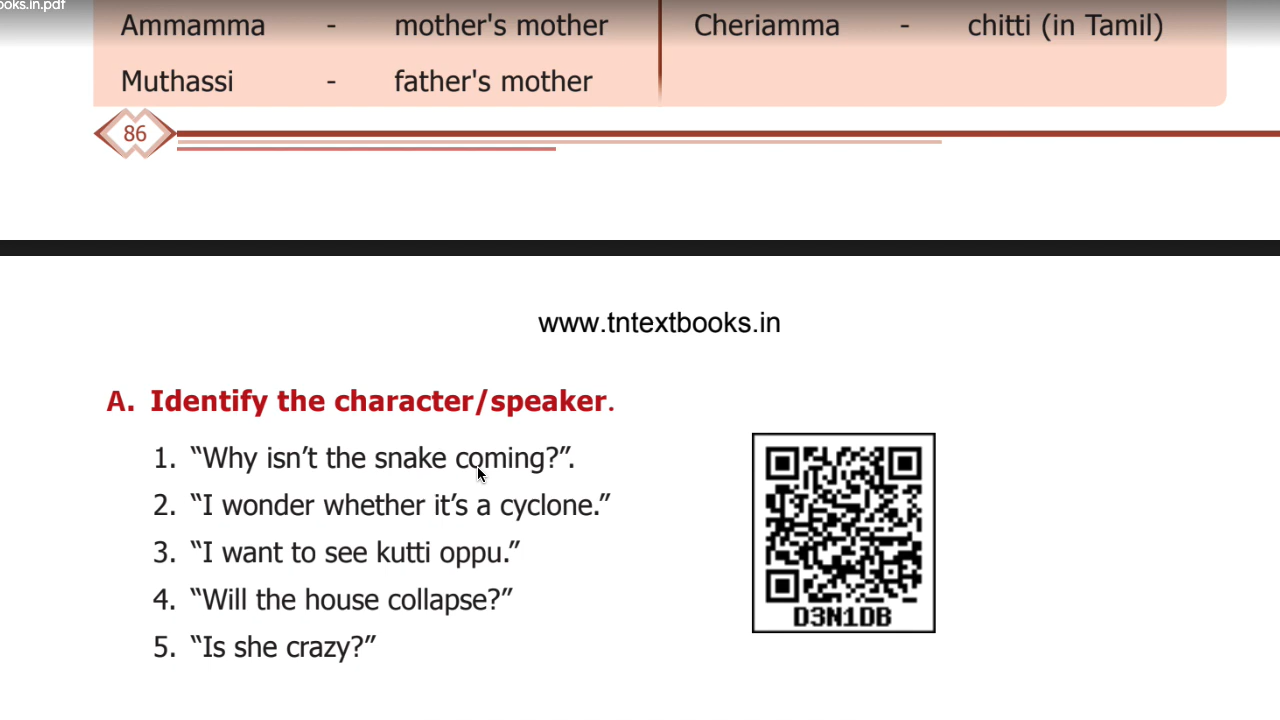 oks.in.pdf
Ammamma - mother's mother
Cheriamma - chitti (in Tamil)
Muthassi - father's mother
86
www.tntextbooks.in
A. Identify the character/speaker.
1. “Why isn’t the snake coming?”.
2. “I wonder whether it’s a cyclone.”
3. “I want to see kutti oppu.”
4. “Will the house collapse?”
5. “Is she crazy?”
D3N1DB